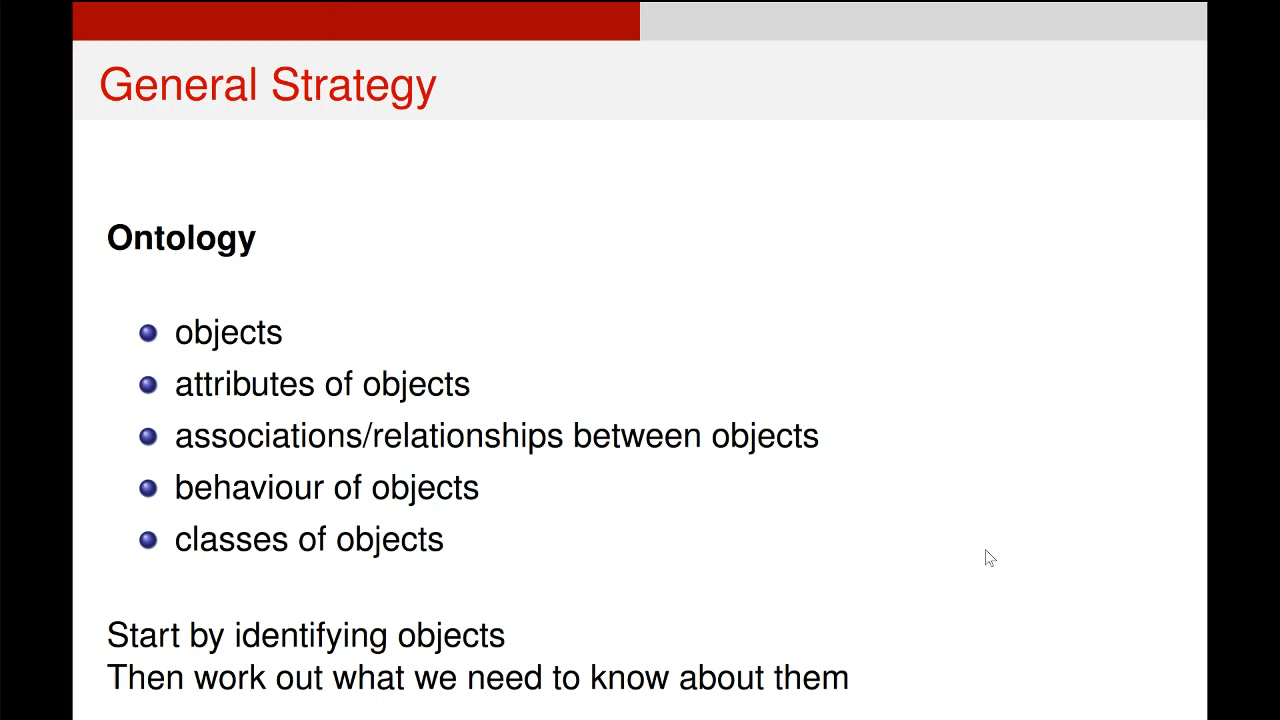 General Strategy
Ontology
objects
attributes of objects
associations/relationships between objects
behaviour of objects
classes of objects
Start by identifying objects
Then work out what we need to know about them